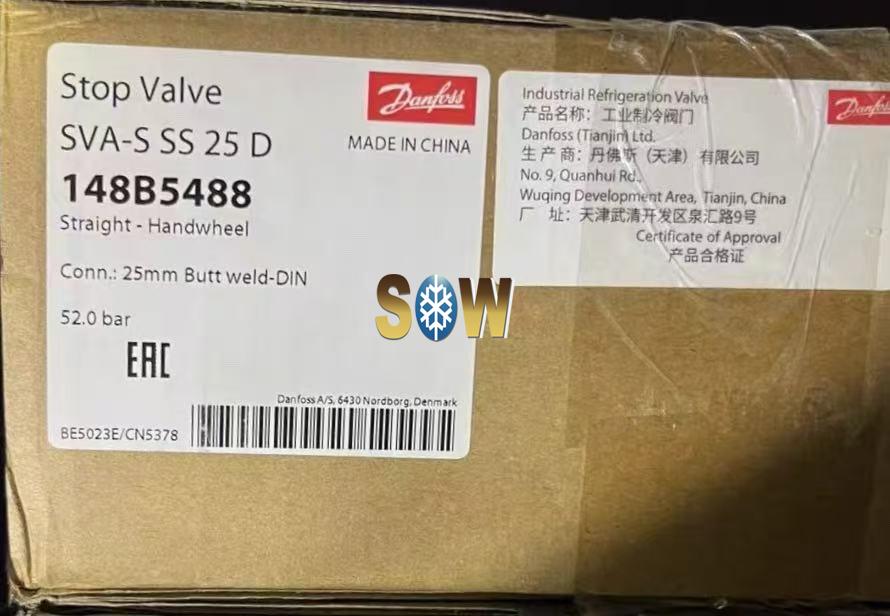 Stop Valve
Danfoss
SVA-S SS 25 D
MADE IN CHINA
148B5488
Straight - Handwheel
Conn.: 25mm Butt weld-DIN
52.0 bar
EAC
Danfoss A/S, 6430 Nordborg, Denmark
BE5023E/CN5378
Industrial Refrigeration Valve
产品名称：工业制冷阀门
Danfoss
Danfoss (Tianjin) Ltd.
生 产 商：丹佛斯（天津）有限公司
No. 9, Quanhui Rd.,
Wuqing Development Area, Tianjin, China
厂 址：天津武清开发区泉汇路9号
Certificate of Approval
产品合格证
SOW